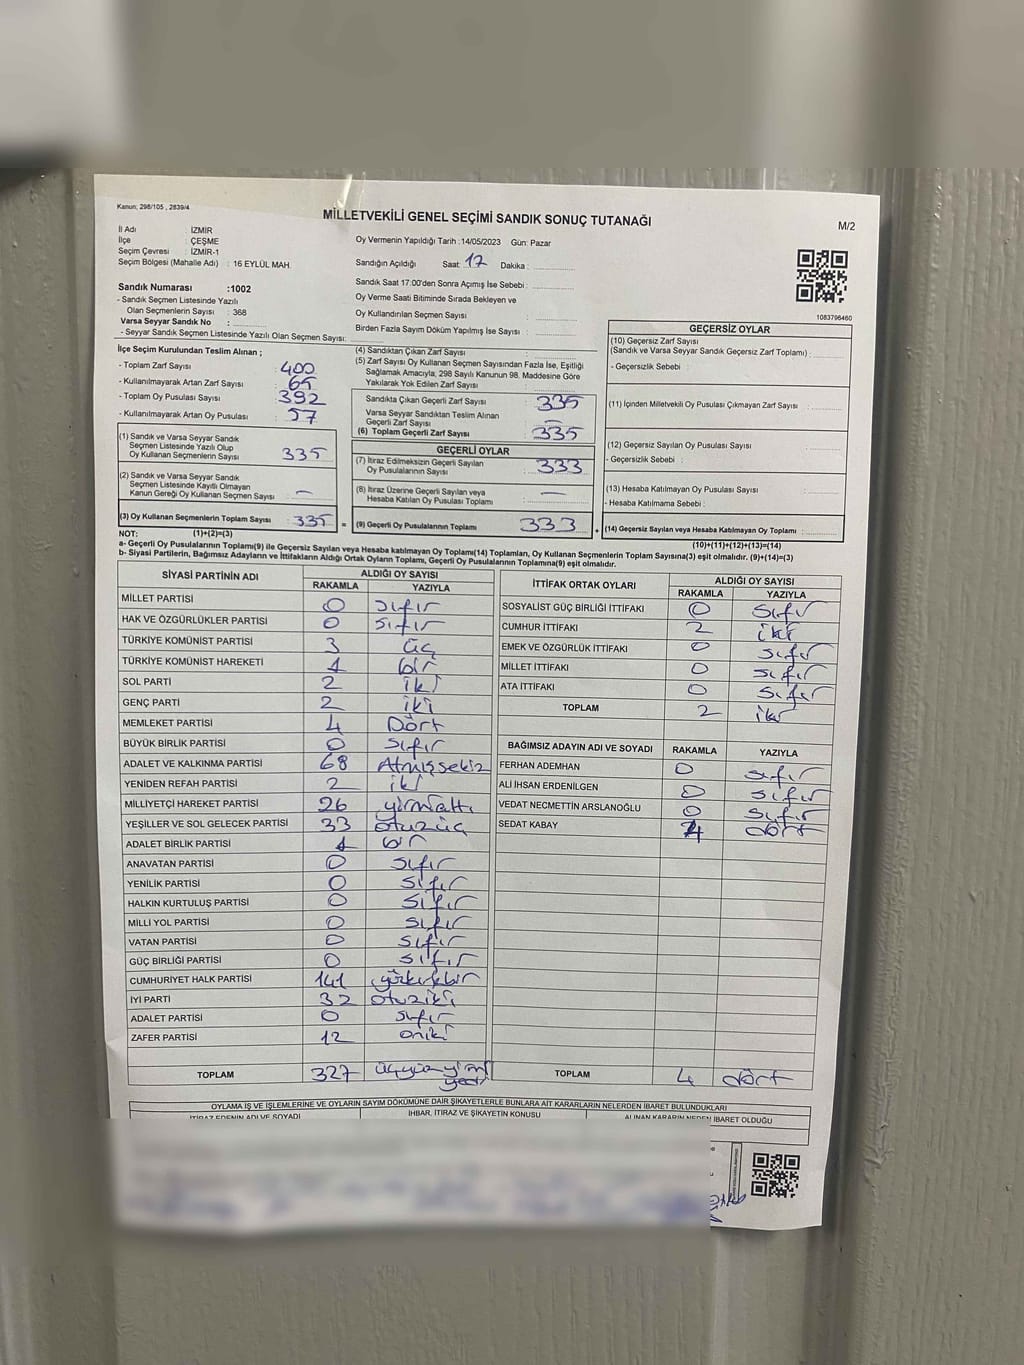 Kanun; 298/105 , 2839/4
MİLLETVEKİLİ GENEL SEÇİMİ SANDIK SONUÇ TUTANAĞI
M/2
İl Adı : İZMİR
İlçe : ÇEŞME
Seçim Çevresi : İZMİR-1
Seçim Bölgesi (Mahalle Adı) : 16 EYLÜL MAH.
Sandık Numarası :1002
- Sandık Seçmen Listesinde Yazılı
Olan Seçmenlerin Sayısı : 368
Varsa Seyyar Sandık No :
- Seyyar Sandık Seçmen Listesinde Yazılı Olan Seçmen Sayısı:
Oy Vermenin Yapıldığı Tarih :14/05/2023 Gün: Pazar
Sandığın Açıldığı Saat: 17 Dakika :
Sandık Saat 17:00'den Sonra Açımış İse Sebebi :
Oy Verme Saati Bitiminde Sırada Bekleyen ve
Oy Kullandırılan Seçmen Sayısı :
Birden Fazla Sayım Döküm Yapılmış İse Sayısı :
1083796460
İlçe Seçim Kurulundan Teslim Alınan ;
- Toplam Zarf Sayısı : 400
- Kullanılmayarak Artan Zarf Sayısı : 65
- Toplam Oy Pusulası Sayısı : 392
- Kullanılmayarak Artan Oy Pusulası : 57
(1) Sandık ve Varsa Seyyar Sandık
Seçmen Listesinde Yazılı Olup
Oy Kullanan Seçmenlerin Sayısı : 335
(2) Sandık ve Varsa Seyyar Sandık
Seçmen Listesinde Kayıtlı Olmayan
Kanun Gereği Oy Kullanan Seçmen Sayısı : —
(3) Oy Kullanan Seçmenlerin Toplam Sayısı : 335 =
(4) Sandıktan Çıkan Zarf Sayısı :
(5) Zarf Sayısı Oy Kullanan Seçmen Sayısından Fazla İse, Eşitliği
Sağlamak Amacıyla; 298 Sayılı Kanunun 98. Maddesine Göre
Yakılarak Yok Edilen Zarf Sayısı :
Sandıkta Çıkan Geçerli Zarf Sayısı : 335
Varsa Seyyar Sandıktan Teslim Alınan
Geçerli Zarf Sayısı : —
(6) Toplam Geçerli Zarf Sayısı : 335
GEÇERLİ OYLAR
(7) İtiraz Edilmeksizin Geçerli Sayılan
Oy Pusulalarının Sayısı : 333
(8) İtiraz Üzerine Geçerli Sayılan veya
Hesaba Katılan Oy Pusulası Toplamı : —
(9) Geçerli Oy Pusulalarının Toplamı : 333 +
GEÇERSİZ OYLAR
(10) Geçersiz Zarf Sayısı
(Sandık ve Varsa Seyyar Sandık Geçersiz Zarf Toplamı) :
- Geçersizlik Sebebi :
(11) İçinden Milletvekili Oy Pusulası Çıkmayan Zarf Sayısı :
(12) Geçersiz Sayılan Oy Pusulası Sayısı :
- Geçersizlik Sebebi :
(13) Hesaba Katılmayan Oy Pusulası Sayısı :
- Hesaba Katılmama Sebebi :
(14) Geçersiz Sayılan veya Hesaba Katılmayan Oy Toplamı :
NOT: (1)+(2)=(3) (10)+(11)+(12)+(13)=(14)
a- Geçerli Oy Pusulalarının Toplamı(9) ile Geçersiz Sayılan veya Hesaba katılmayan Oy Toplamı(14) Toplamları, Oy Kullanan Seçmenlerin Toplam Sayısına(3) eşit olmalıdır. (9)+(14)=(3)
b- Siyasi Partilerin, Bağımsız Adayların ve İttifakların Aldığı Ortak Oyların Toplamı, Geçerli Oy Pusulalarının Toplamına(9) eşit olmalıdır.
SİYASİ PARTİNİN ADI ALDIĞI OY SAYISI
RAKAMLA YAZIYLA
MİLLET PARTİSİ 0 sıfır
HAK VE ÖZGÜRLÜKLER PARTİSİ 0 sıfır
TÜRKİYE KOMÜNİST PARTİSİ 3 üç
TÜRKİYE KOMÜNİST HAREKETİ 1 bir
SOL PARTİ 2 iki
GENÇ PARTİ 2 iki
MEMLEKET PARTİSİ 4 Dört
BÜYÜK BİRLİK PARTİSİ 0 sıfır
ADALET VE KALKINMA PARTİSİ 68 Atmışsekiz
YENİDEN REFAH PARTİSİ 2 iki
MİLLİYETÇİ HAREKET PARTİSİ 26 yirmialtı
YEŞİLLER VE SOL GELECEK PARTİSİ 33 otuzüç
ADALET BİRLİK PARTİSİ 1 bir
ANAVATAN PARTİSİ 0 sıfır
YENİLİK PARTİSİ 0 sıfır
HALKIN KURTULUŞ PARTİSİ 0 sıfır
MİLLİ YOL PARTİSİ 0 sıfır
VATAN PARTİSİ 0 sıfır
GÜÇ BİRLİĞİ PARTİSİ 0 sıfır
CUMHURİYET HALK PARTİSİ 141 yüzkırkbir
İYİ PARTİ 32 otuziki
ADALET PARTİSİ 0 sıfır
ZAFER PARTİSİ 12 oniki
TOPLAM 327 üçyüzyirmi
yedi
İTTİFAK ORTAK OYLARI ALDIĞI OY SAYISI
RAKAMLA YAZIYLA
SOSYALİST GÜÇ BİRLİĞİ İTTİFAKI 0 sıfır
CUMHUR İTTİFAKI 2 iki
EMEK VE ÖZGÜRLÜK İTTİFAKI 0 sıfır
MİLLET İTTİFAKI 0 sıfır
ATA İTTİFAKI 0 sıfır
TOPLAM 2 iki
BAĞIMSIZ ADAYIN ADI VE SOYADI RAKAMLA YAZIYLA
FERHAN ADEMHAN 0 sıfır
ALİ İHSAN ERDENİLGEN 0 sıfır
VEDAT NECMETTİN ARSLANOĞLU 0 sıfır
SEDAT KABAY 4 dört
TOPLAM 4 dört
OYLAMA İŞ VE İŞLEMLERİNE VE OYLARIN SAYIM DÖKÜMÜNE DAİR ŞİKAYETLERLE BUNLARA AİT KARARLARIN NELERDEN İBARET BULUNDUKLARI
İTİRAZ EDENİN ADI VE SOYADI İHBAR, İTİRAZ VE ŞİKAYETİN KONUSU ALINAN KARARIN NEDEN İBARET OLDUĞU